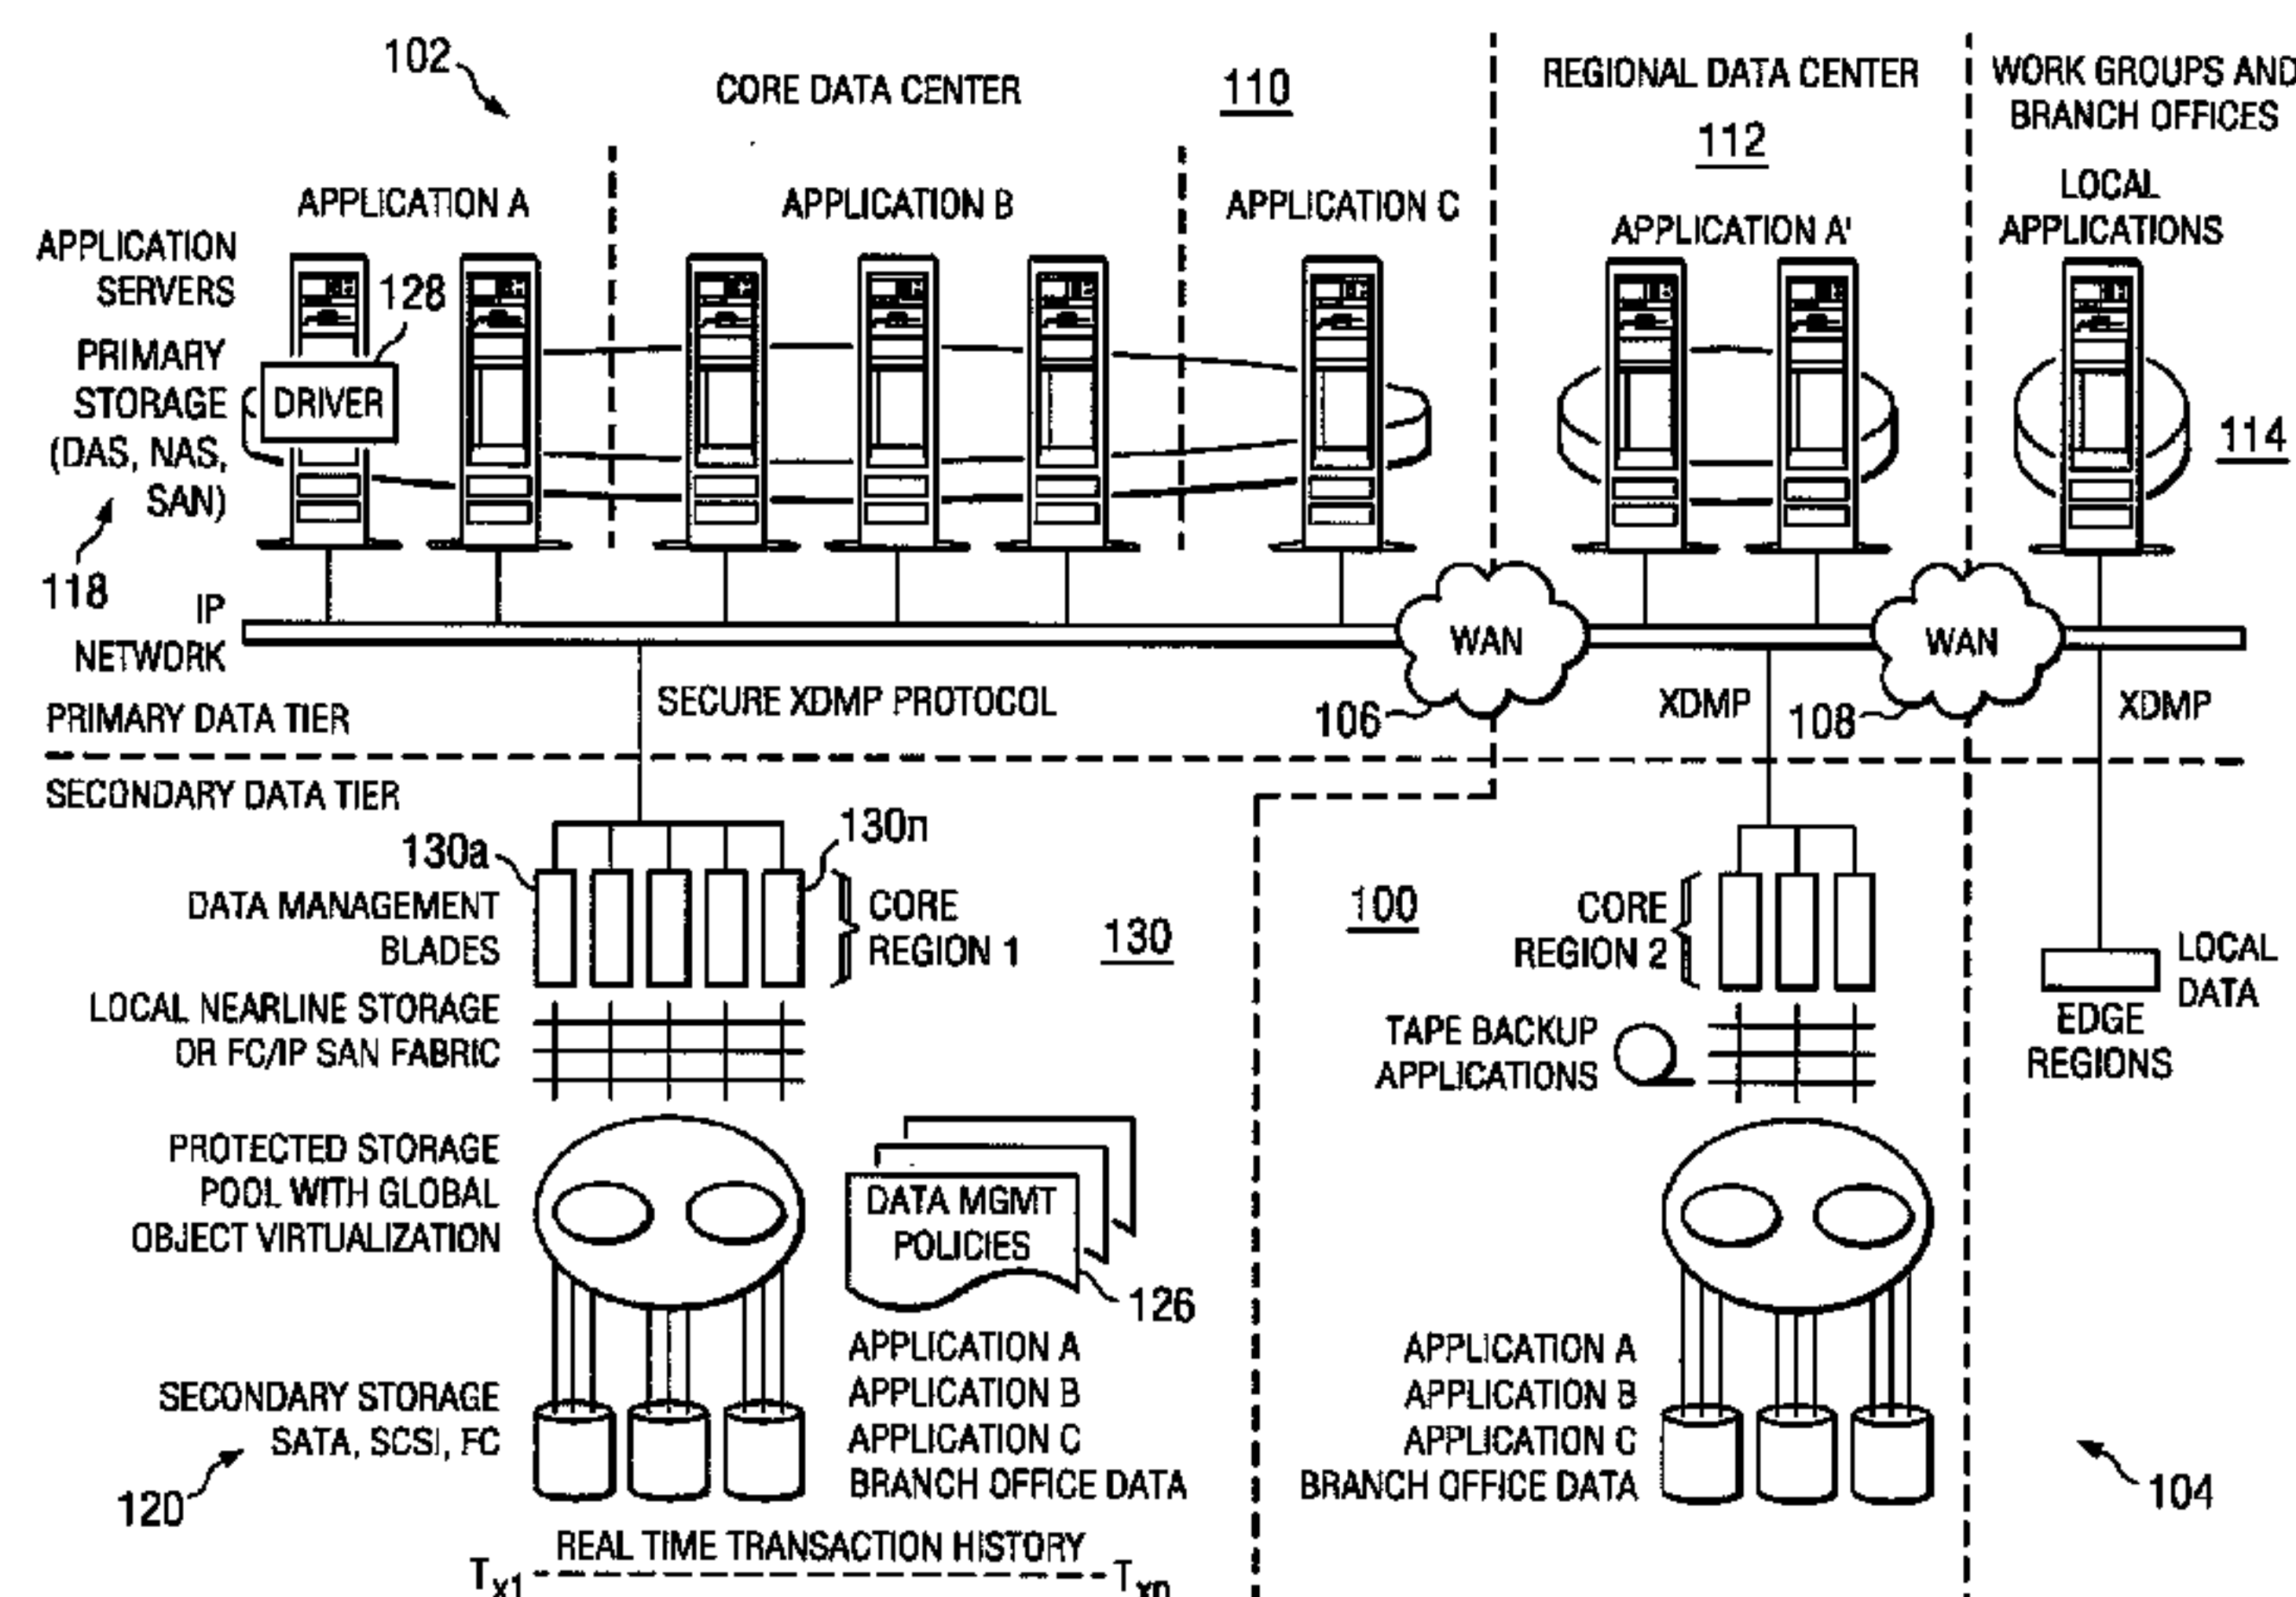 102
CORE DATA CENTER
110
REGIONAL DATA CENTER
112
WORK GROUPS AND
BRANCH OFFICES
APPLICATION A
APPLICATION B
APPLICATION C
APPLICATION A'
LOCAL
APPLICATIONS
APPLICATION
SERVERS
128
PRIMARY
STORAGE
(DAS, NAS,
SAN)
DRIVER
114
118
IP
NETWORK
WAN
WAN
SECURE XDMP PROTOCOL
106
XDMP
108
XDMP
PRIMARY DATA TIER
SECONDARY DATA TIER
130a
130n
DATA MANAGEMENT
BLADES
CORE
REGION 1
130
100
CORE
REGION 2
LOCAL
DATA
EDGE
REGIONS
LOCAL NEARLINE STORAGE
OR FC/IP SAN FABRIC
TAPE BACKUP
APPLICATIONS
PROTECTED STORAGE
POOL WITH GLOBAL
OBJECT VIRTUALIZATION
DATA MGMT
POLICIES
126
SECONDARY STORAGE
SATA, SCSI, FC
120
APPLICATION A
APPLICATION B
APPLICATION C
BRANCH OFFICE DATA
APPLICATION A
APPLICATION B
APPLICATION C
BRANCH OFFICE DATA
104
REAL TIME TRANSACTION HISTORY
Tx1
Txn